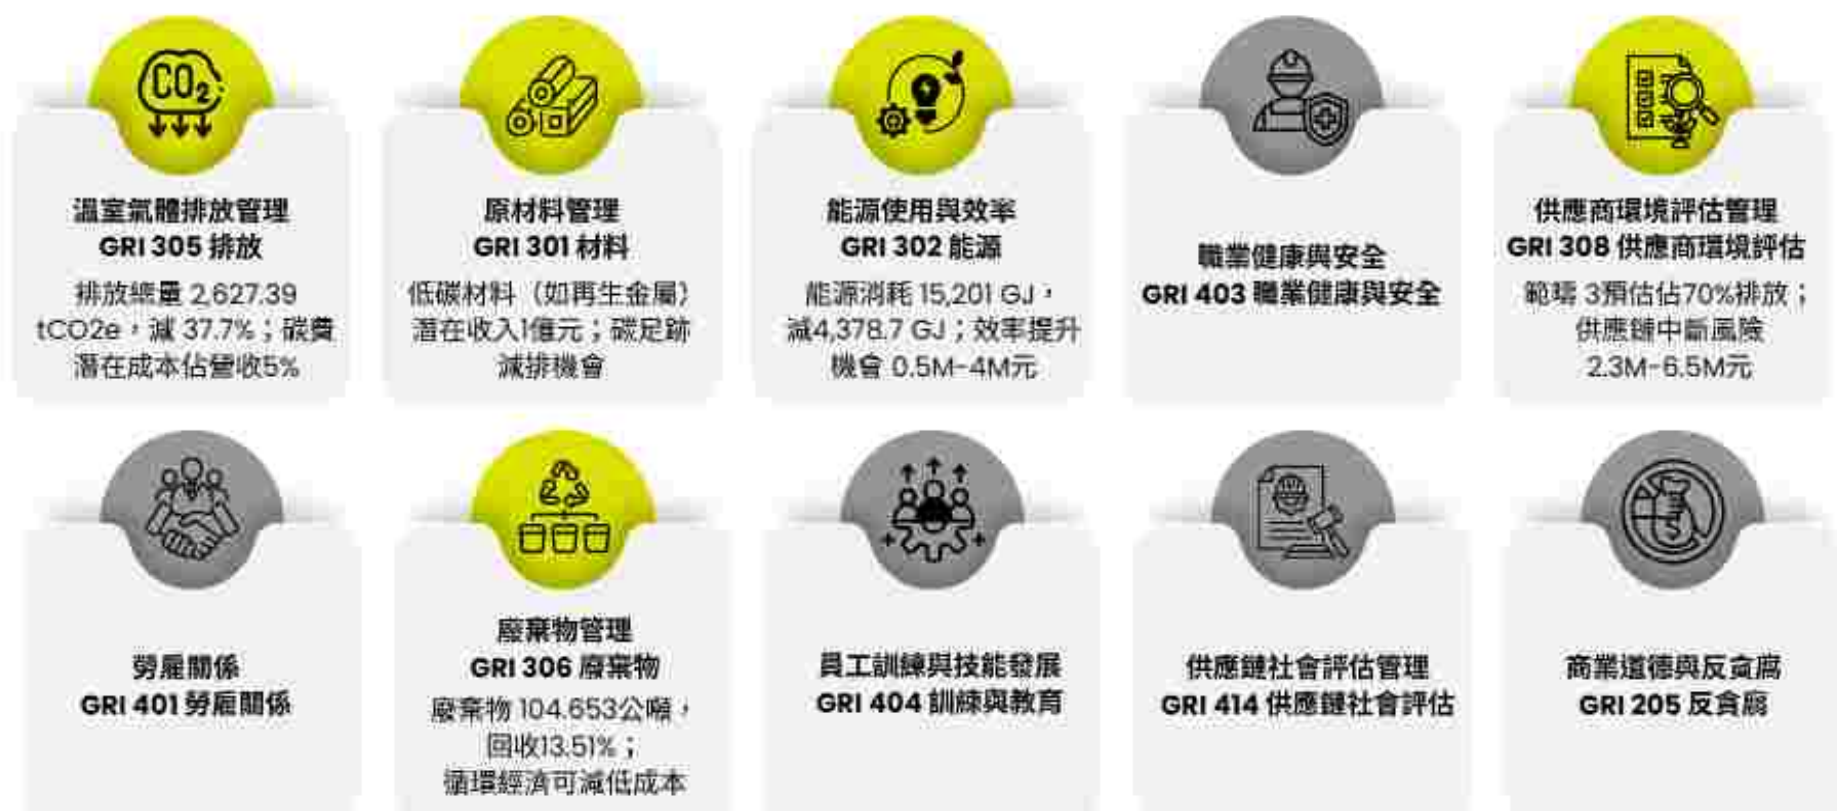 CO2
溫室氣體排放管理
GRI 305 排放
排放總量 2,627.39
tCO2e，減 37.7%；碳費
潛在成本佔營收5%
原材料管理
GRI 301 材料
低碳材料（如再生金屬）
潛在收入1億元；碳足跡
減排機會
能源使用與效率
GRI 302 能源
能源消耗 15,201 GJ，
減4,378.7 GJ；效率提升
機會 0.5M-4M元
職業健康與安全
GRI 403 職業健康與安全
供應商環境評估管理
GRI 308 供應商環境評估
範疇 3預估佔70%排放；
供應鏈中斷風險
2.3M-6.5M元
勞雇關係
GRI 401 勞雇關係
廢棄物管理
GRI 306 廢棄物
廢棄物 104.653公噸，
回收13.51%；
循環經濟可減低成本
員工訓練與技能發展
GRI 404 訓練與教育
供應鏈社會評估管理
GRI 414 供應鏈社會評估
商業道德與反貪腐
GRI 205 反貪腐